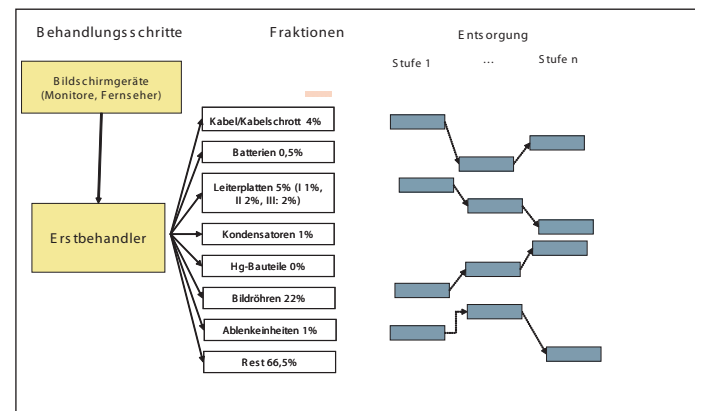 Behandlungsschritte
Fraktionen
Entsorgung
Stufe 1
...
Stufe n
Bildschirmgeräte
(Monitore, Fernseher)
Erstbehandler
Kabel/Kabelschrott 4%
Batterien 0,5%
Leiterplatten 5% (I 1%,
II 2%, III: 2%)
Kondensatoren 1%
Hg-Bauteile 0%
Bildröhren 22%
Ablenkeinheiten 1%
Rest 66,5%